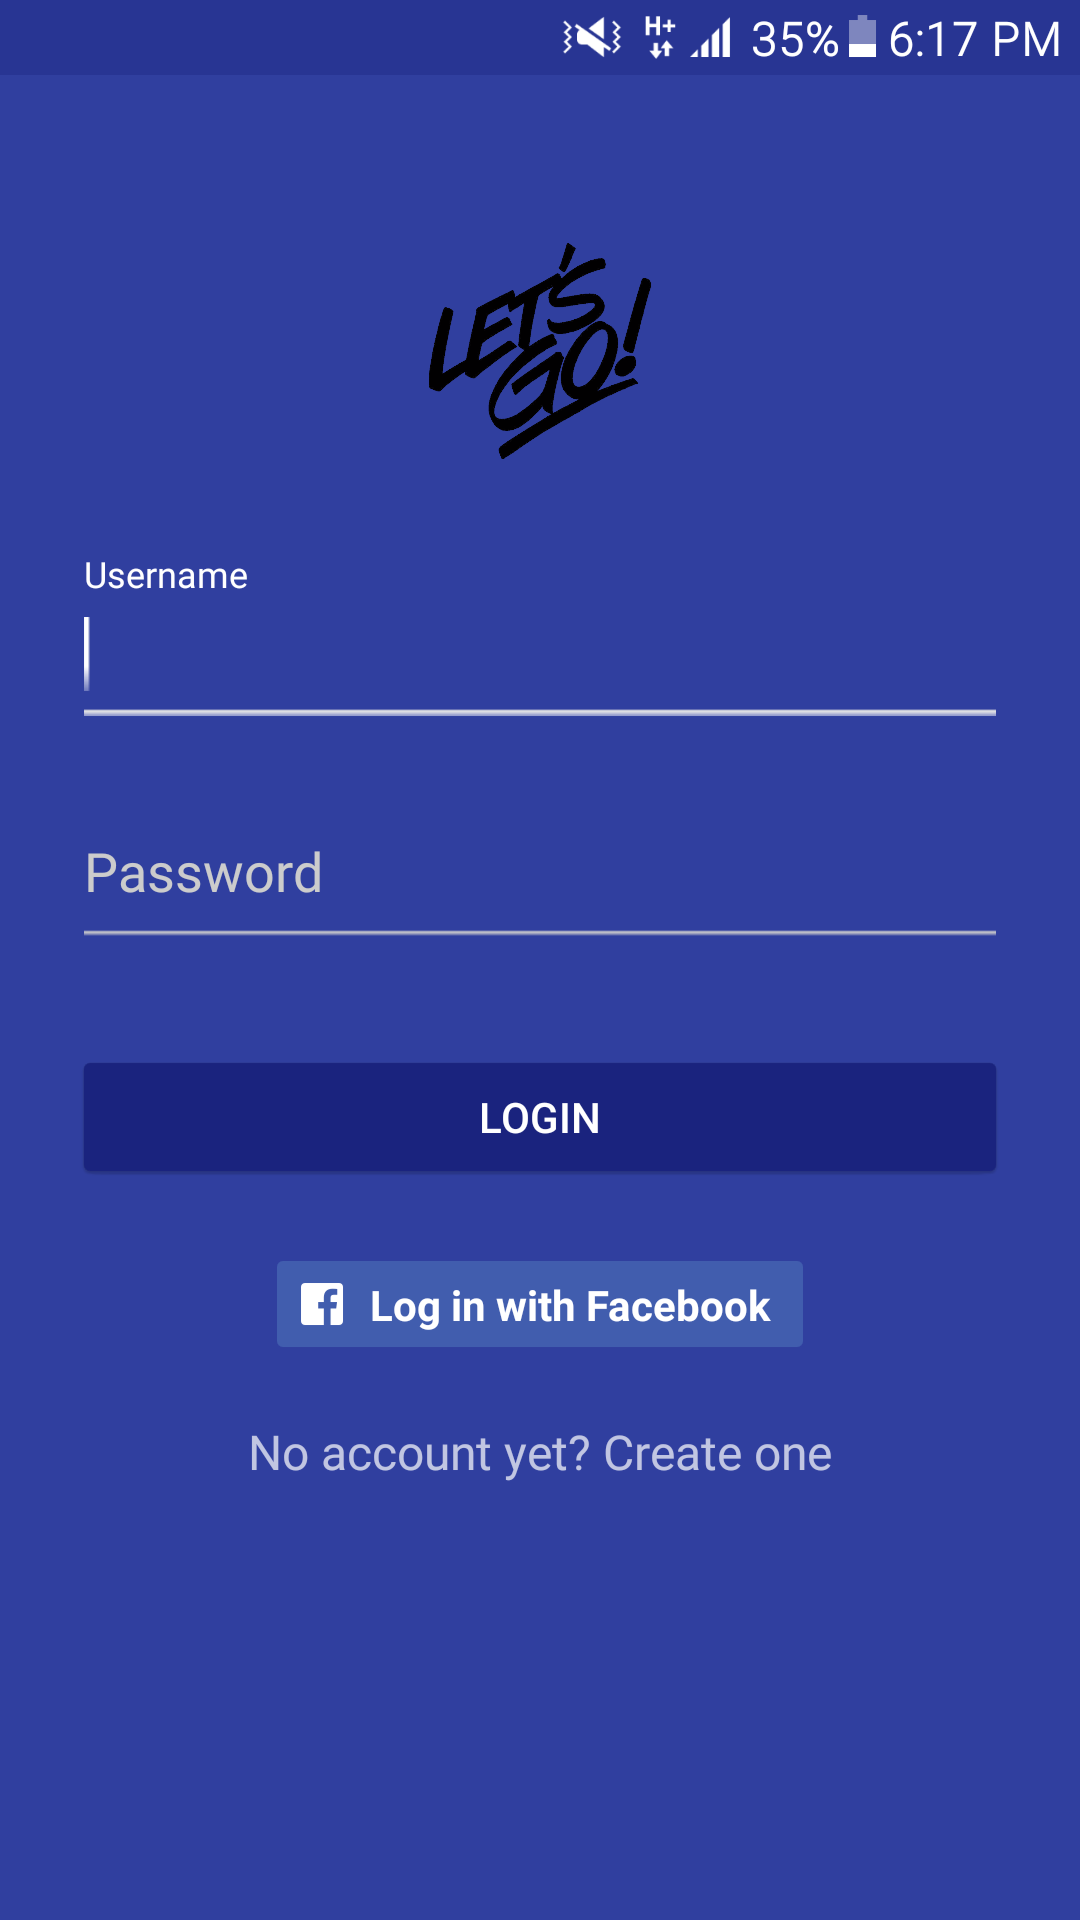 H+ 35% 6:17 PM
LET'S
GO!
Username
Password
LOGIN
Log in with Facebook
No account yet? Create one